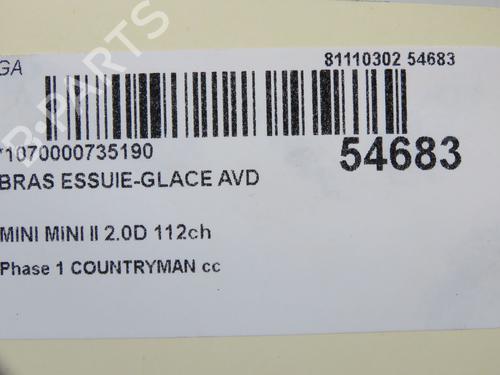 GA
81110302 54683
*1070000735190
54683
BRAS ESSUIE-GLACE AVD
MINI MINI II 2.0D 112ch
Phase 1 COUNTRYMAN cc
B-PARTS